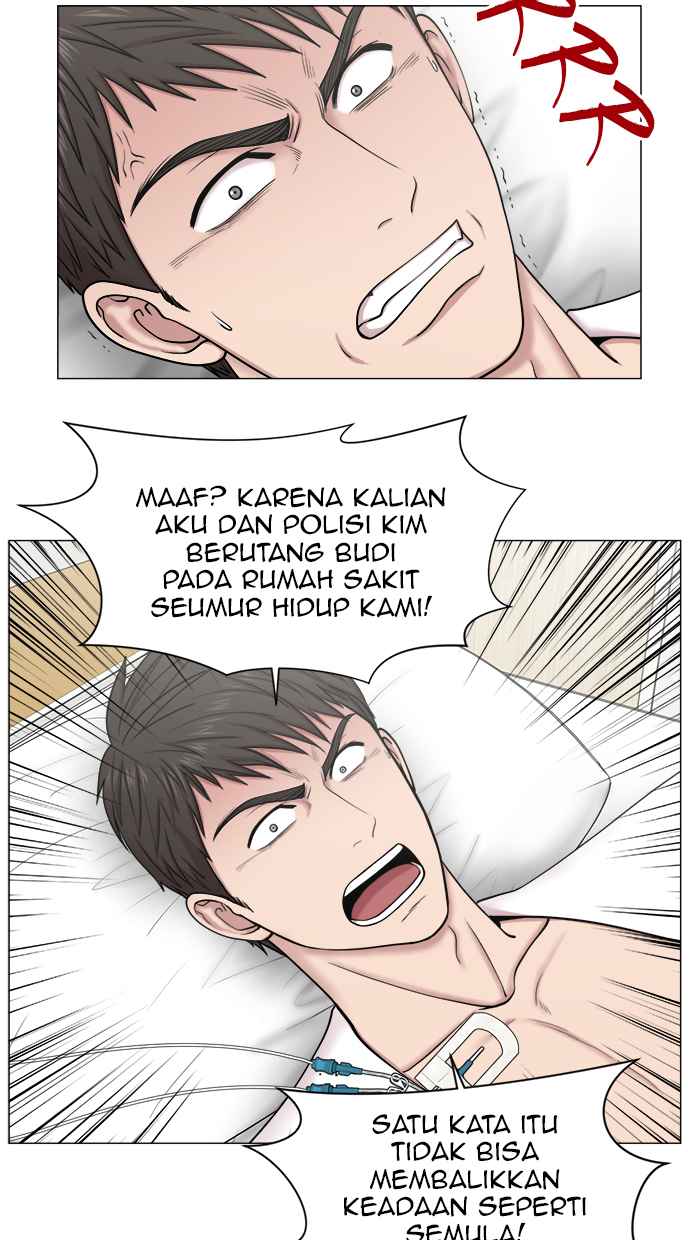 RRR
MAAF? KARENA KALIAN
AKU DAN POLISI KIM
BERUTANG BUDI
PADA RUMAH SAKIT
SEUMUR HIDUP KAMI!
SATU KATA ITU
TIDAK BISA
MEMBALIKKAN
KEADAAN SEPERTI
SEMULA!